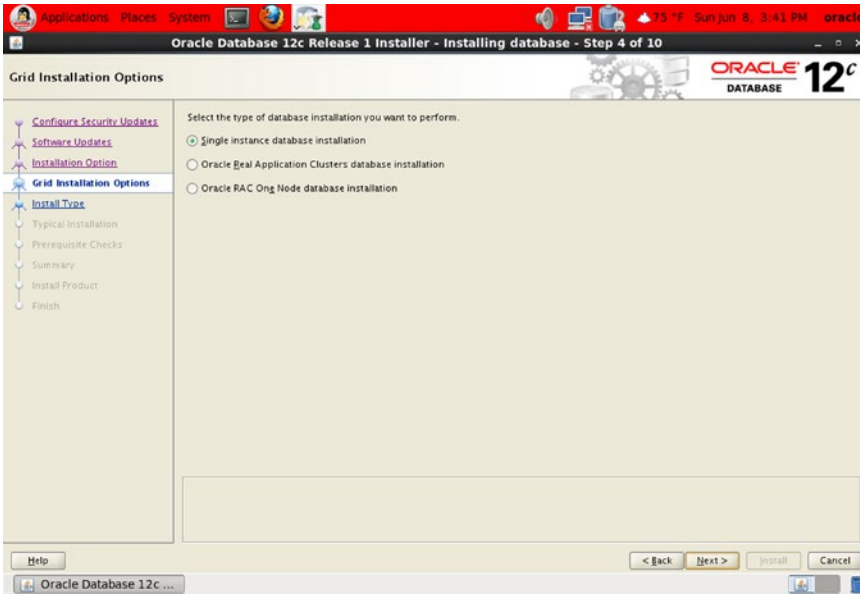 Applications Places System
75 °F Sun Jun 8, 3:41 PM oracle
Oracle Database 12c Release 1 Installer - Installing database - Step 4 of 10
Grid Installation Options
ORACLE
DATABASE
12c
Configure Security Updates
Software Updates
Installation Option
Grid Installation Options
Install Type
Typical Installation
Prerequisite Checks
Summary
Install Product
Finish
Select the type of database installation you want to perform.
Single instance database installation
Oracle Real Application Clusters database installation
Oracle RAC One Node database installation
Help
< Back Next > Install Cancel
Oracle Database 12c ...